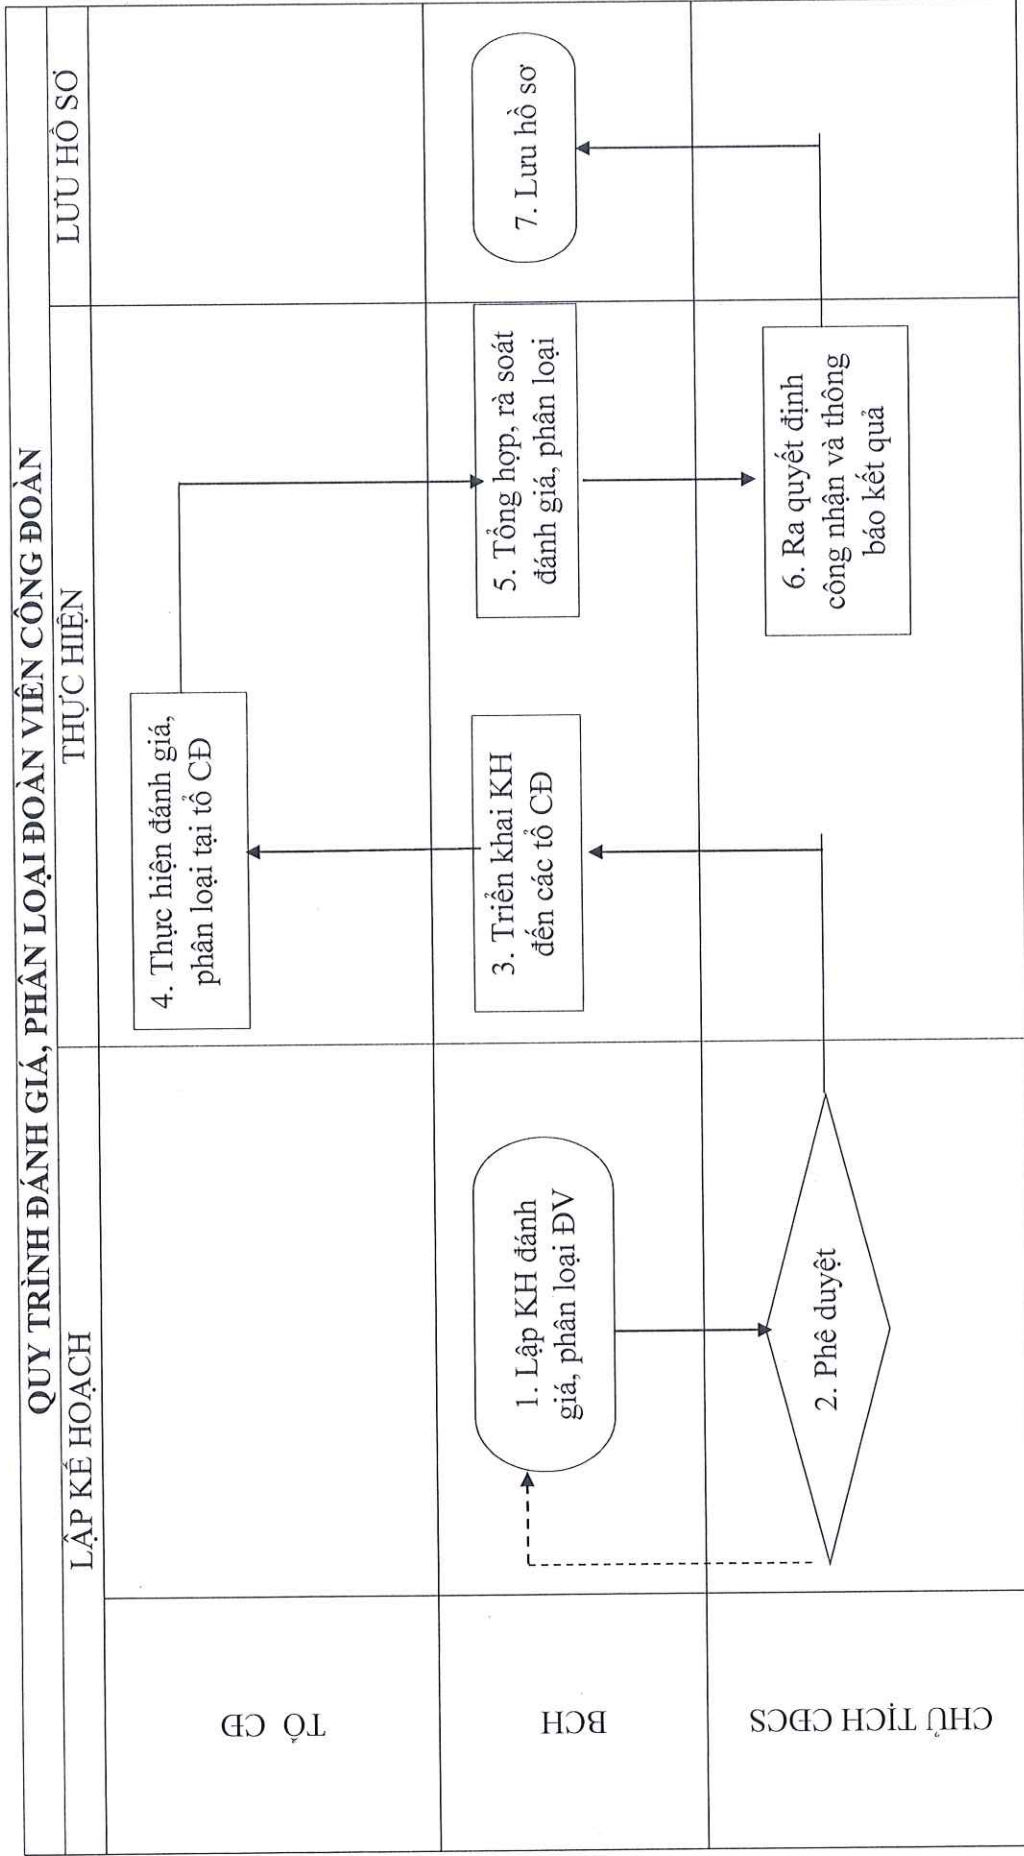 QUY TRÌNH ĐÁNH GIÁ, PHÂN LOẠI ĐOÀN VIÊN CÔNG ĐOÀN
LẬP KẾ HOẠCH
THỰC HIỆN
LƯU HỒ SƠ
TỔ CĐ
4. Thực hiện đánh giá,
phân loại tại tổ CĐ
BCH
1. Lập KH đánh
giá, phân loại ĐV
3. Triển khai KH
đến các tổ CĐ
5. Tổng hợp, rà soát
đánh giá, phân loại
7. Lưu hồ sơ
CHỦ TỊCH CĐCS
2. Phê duyệt
6. Ra quyết định
công nhận và thông
báo kết quả